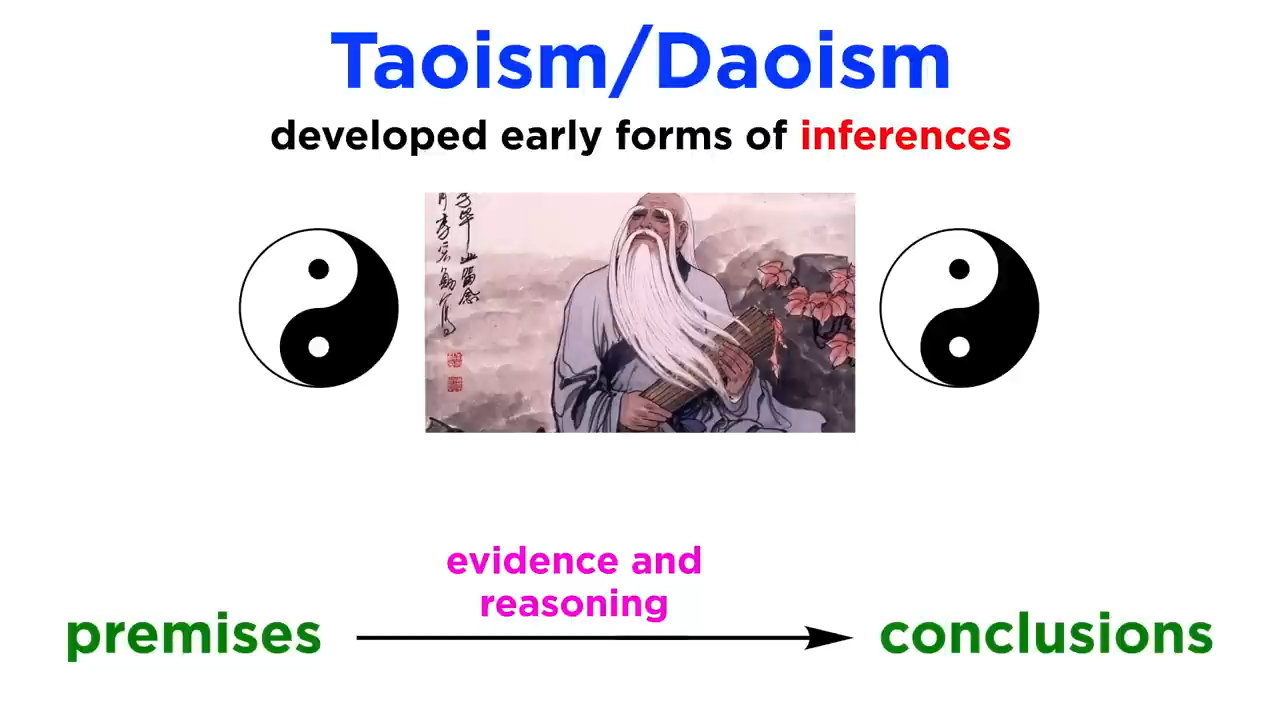 Taoism/Daoism
developed early forms of inferences
evidence and
reasoning
premises
conclusions